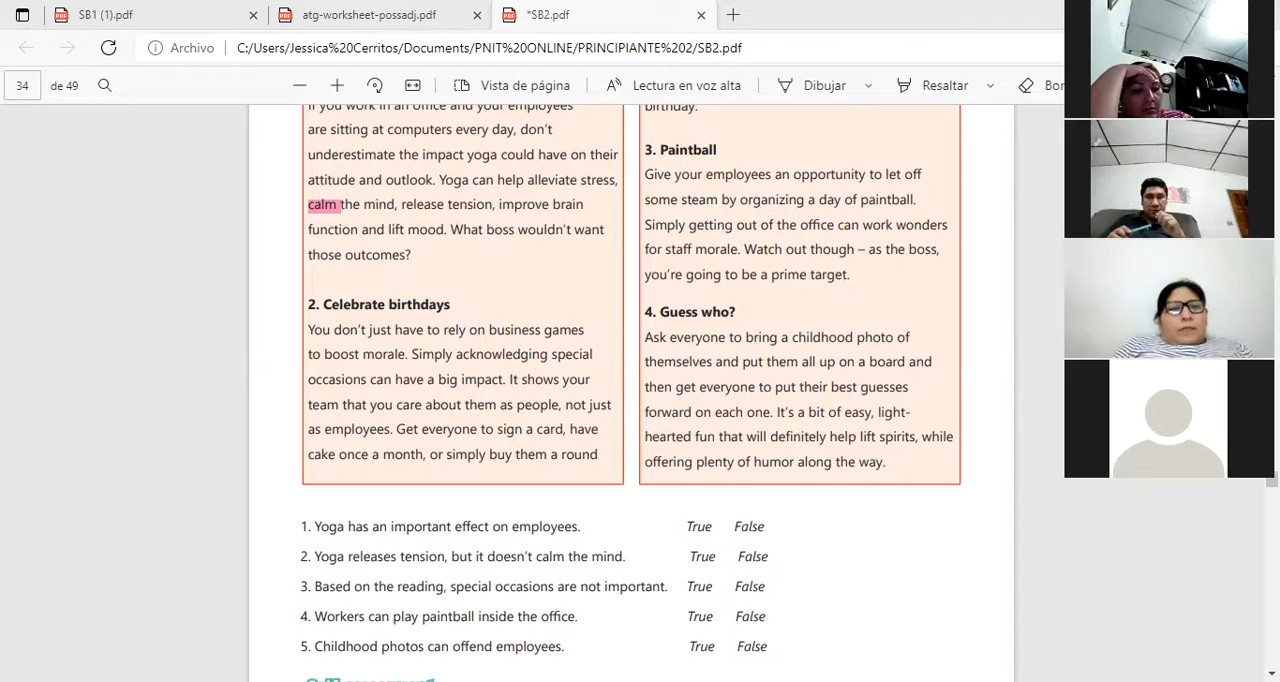 SB1 (1).pdf
atg-worksheet-possadj.pdf
*SB2.pdf
Archivo
C:/Users/Jessica%20Cerritos/Documents/PNIT%20ONLINE/PRINCIPIANTE%202/SB2.pdf
34
de 49
Vista de página
Lectura en voz alta
Dibujar
Resaltar
Bor
If you work in an office and your employees
are sitting at computers every day, don't
underestimate the impact yoga could have on their
attitude and outlook. Yoga can help alleviate stress,
calm the mind, release tension, improve brain
function and lift mood. What boss wouldn't want
those outcomes?
2. Celebrate birthdays
You don't just have to rely on business games
to boost morale. Simply acknowledging special
occasions can have a big impact. It shows your
team that you care about them as people, not just
as employees. Get everyone to sign a card, have
cake once a month, or simply buy them a round
birthday.
3. Paintball
Give your employees an opportunity to let off
some steam by organizing a day of paintball.
Simply getting out of the office can work wonders
for staff morale. Watch out though – as the boss,
you're going to be a prime target.
4. Guess who?
Ask everyone to bring a childhood photo of
themselves and put them all up on a board and
then get everyone to put their best guesses
forward on each one. It's a bit of easy, light-
hearted fun that will definitely help lift spirits, while
offering plenty of humor along the way.
1. Yoga has an important effect on employees. True False
2. Yoga releases tension, but it doesn't calm the mind. True False
3. Based on the reading, special occasions are not important. True False
4. Workers can play paintball inside the office. True False
5. Childhood photos can offend employees. True False